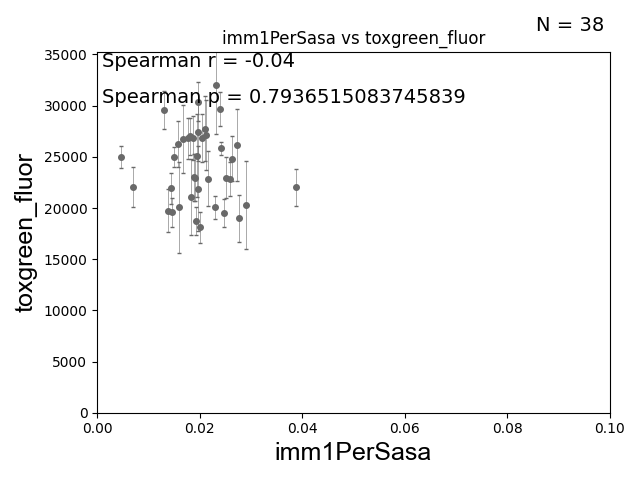 N = 38
imm1PerSasa vs toxgreen_fluor
Spearman r = -0.04
Spearman p = 0.7936515083745839
35000
30000
25000
20000
15000
10000
5000
0
toxgreen_fluor
0.00 0.02 0.04 0.06 0.08 0.10
imm1PerSasa